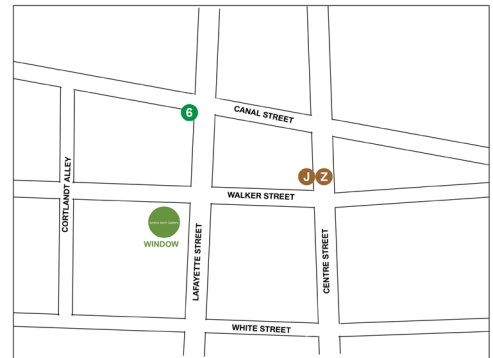 6
CANAL STREET
J Z
CORTLANDT ALLEY
WALKER STREET
WINDOW
LAFAYETTE STREET
CENTRE STREET
WHITE STREET